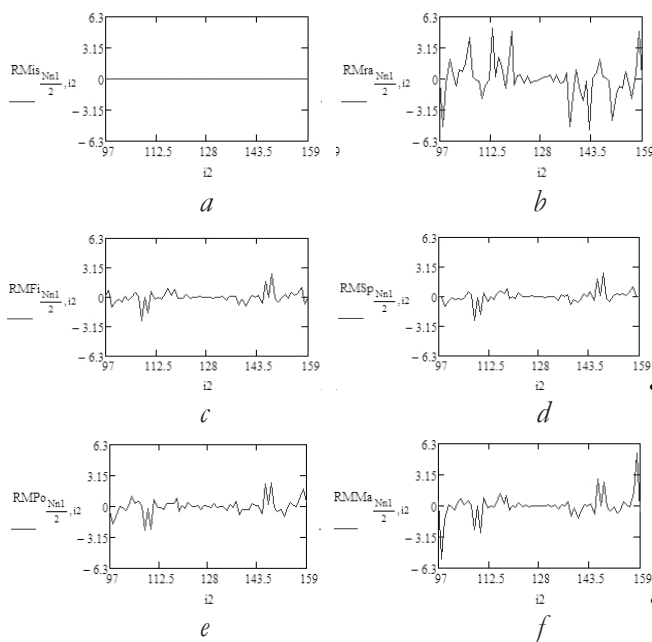 6.3
3.15
RMis Nn1/2 , i2
0
−3.15
−6.3
97 112.5 128 143.5 159
i2
a
9
6.3
3.15
RMra Nn1/2 , i2
0
−3.15
−6.3
97 112.5 128 143.5 159
i2
b
6.3
3.15
RMFi Nn1/2 , i2
0
−3.15
−6.3
97 112.5 128 143.5 159
i2
c
6.3
3.15
RMSp Nn1/2 , i2
0
−3.15
−6.3
97 112.5 128 143.5 159
i2
d
6.3
3.15
RMPo Nn1/2 , i2
0
−3.15
−6.3
97 112.5 128 143.5 159
i2
e
6.3
3.15
RMMa Nn1/2 , i2
0
−3.15
−6.3
97 112.5 128 143.5 159
i2
f